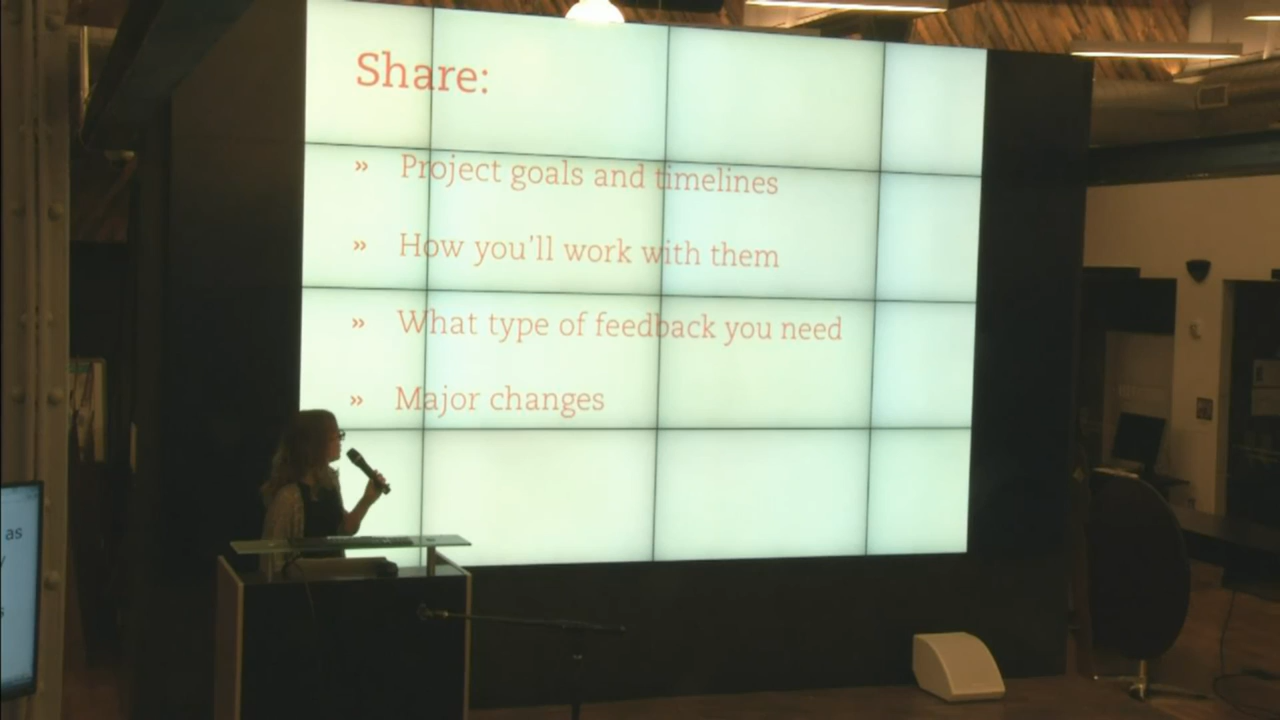 Share:
» Project goals and timelines
» How you'll work with them
» What type of feedback you need
» Major changes
as